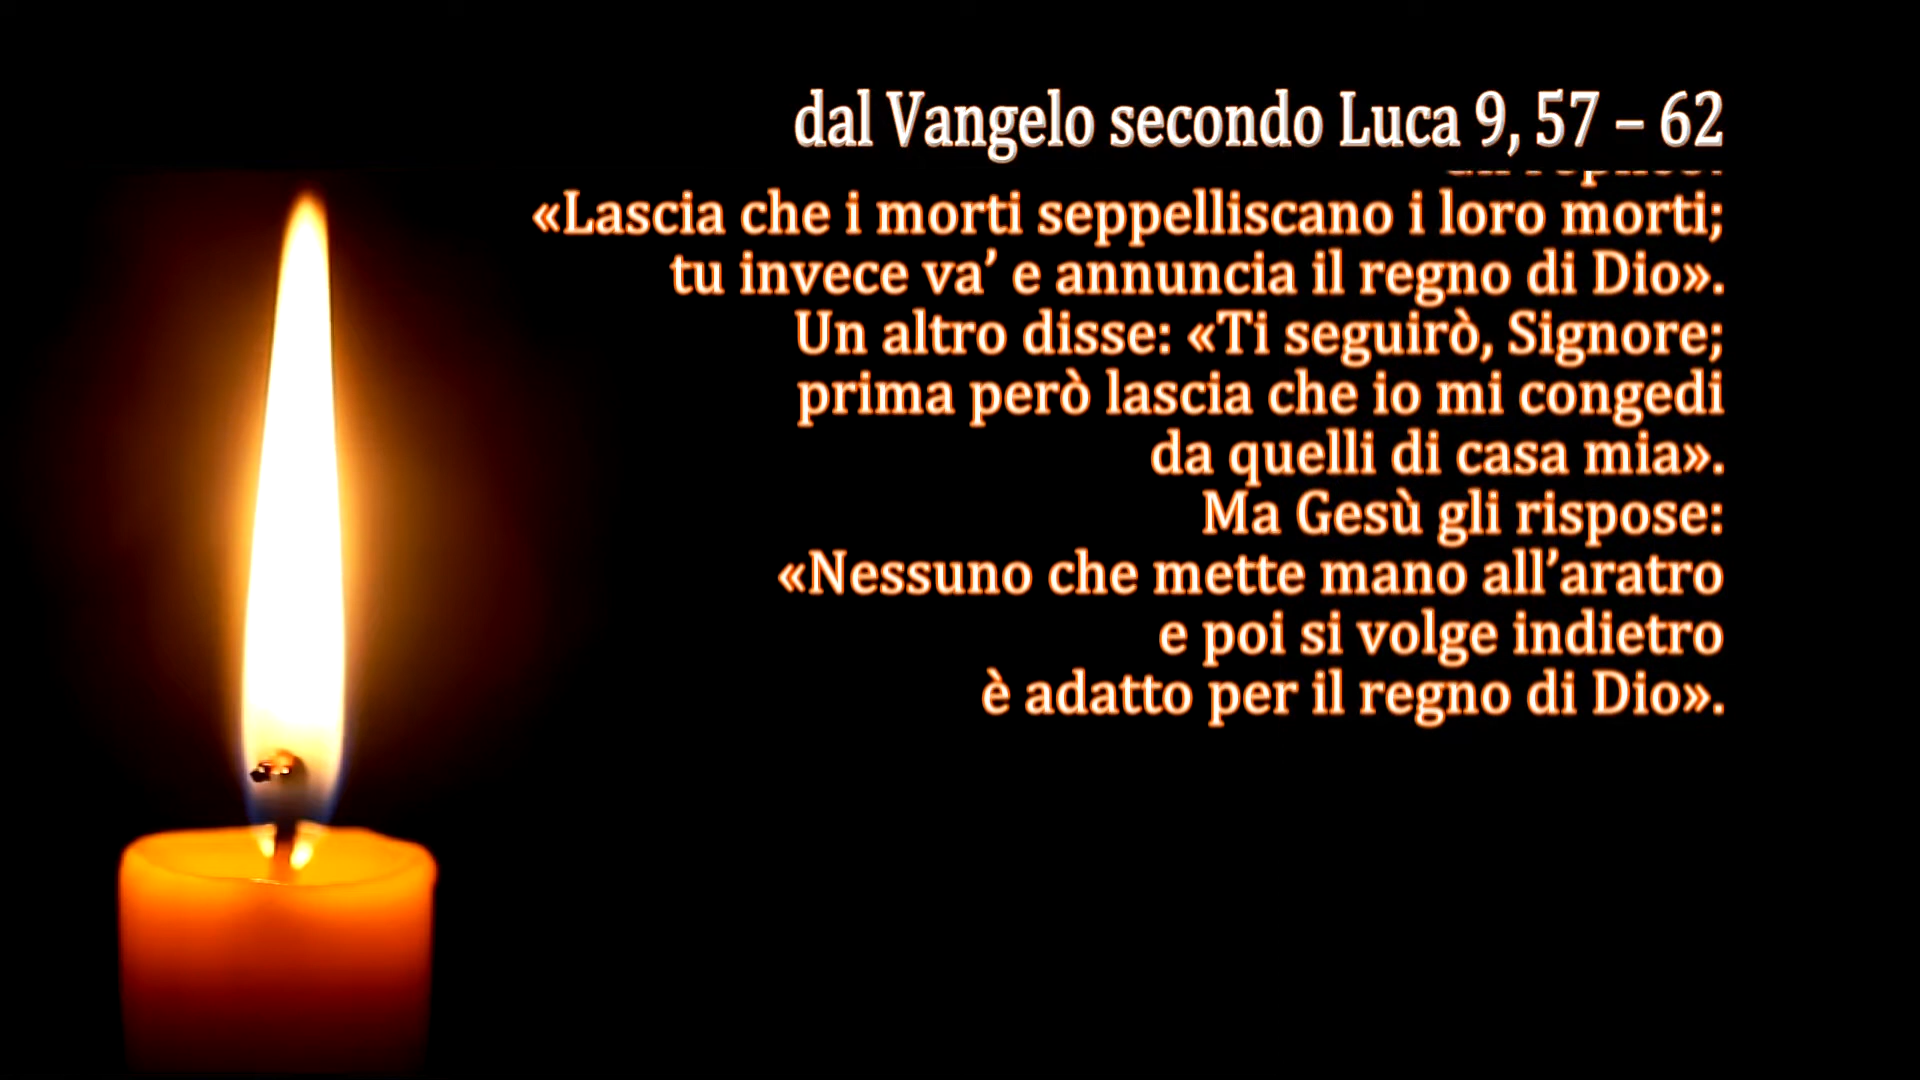 dal Vangelo secondo Luca 9, 57 – 62
«Lascia che i morti seppelliscano i loro morti;
tu invece va’ e annuncia il regno di Dio».
Un altro disse: «Ti seguirò, Signore;
prima però lascia che io mi congedi
da quelli di casa mia».
Ma Gesù gli rispose:
«Nessuno che mette mano all’aratro
e poi si volge indietro
è adatto per il regno di Dio».